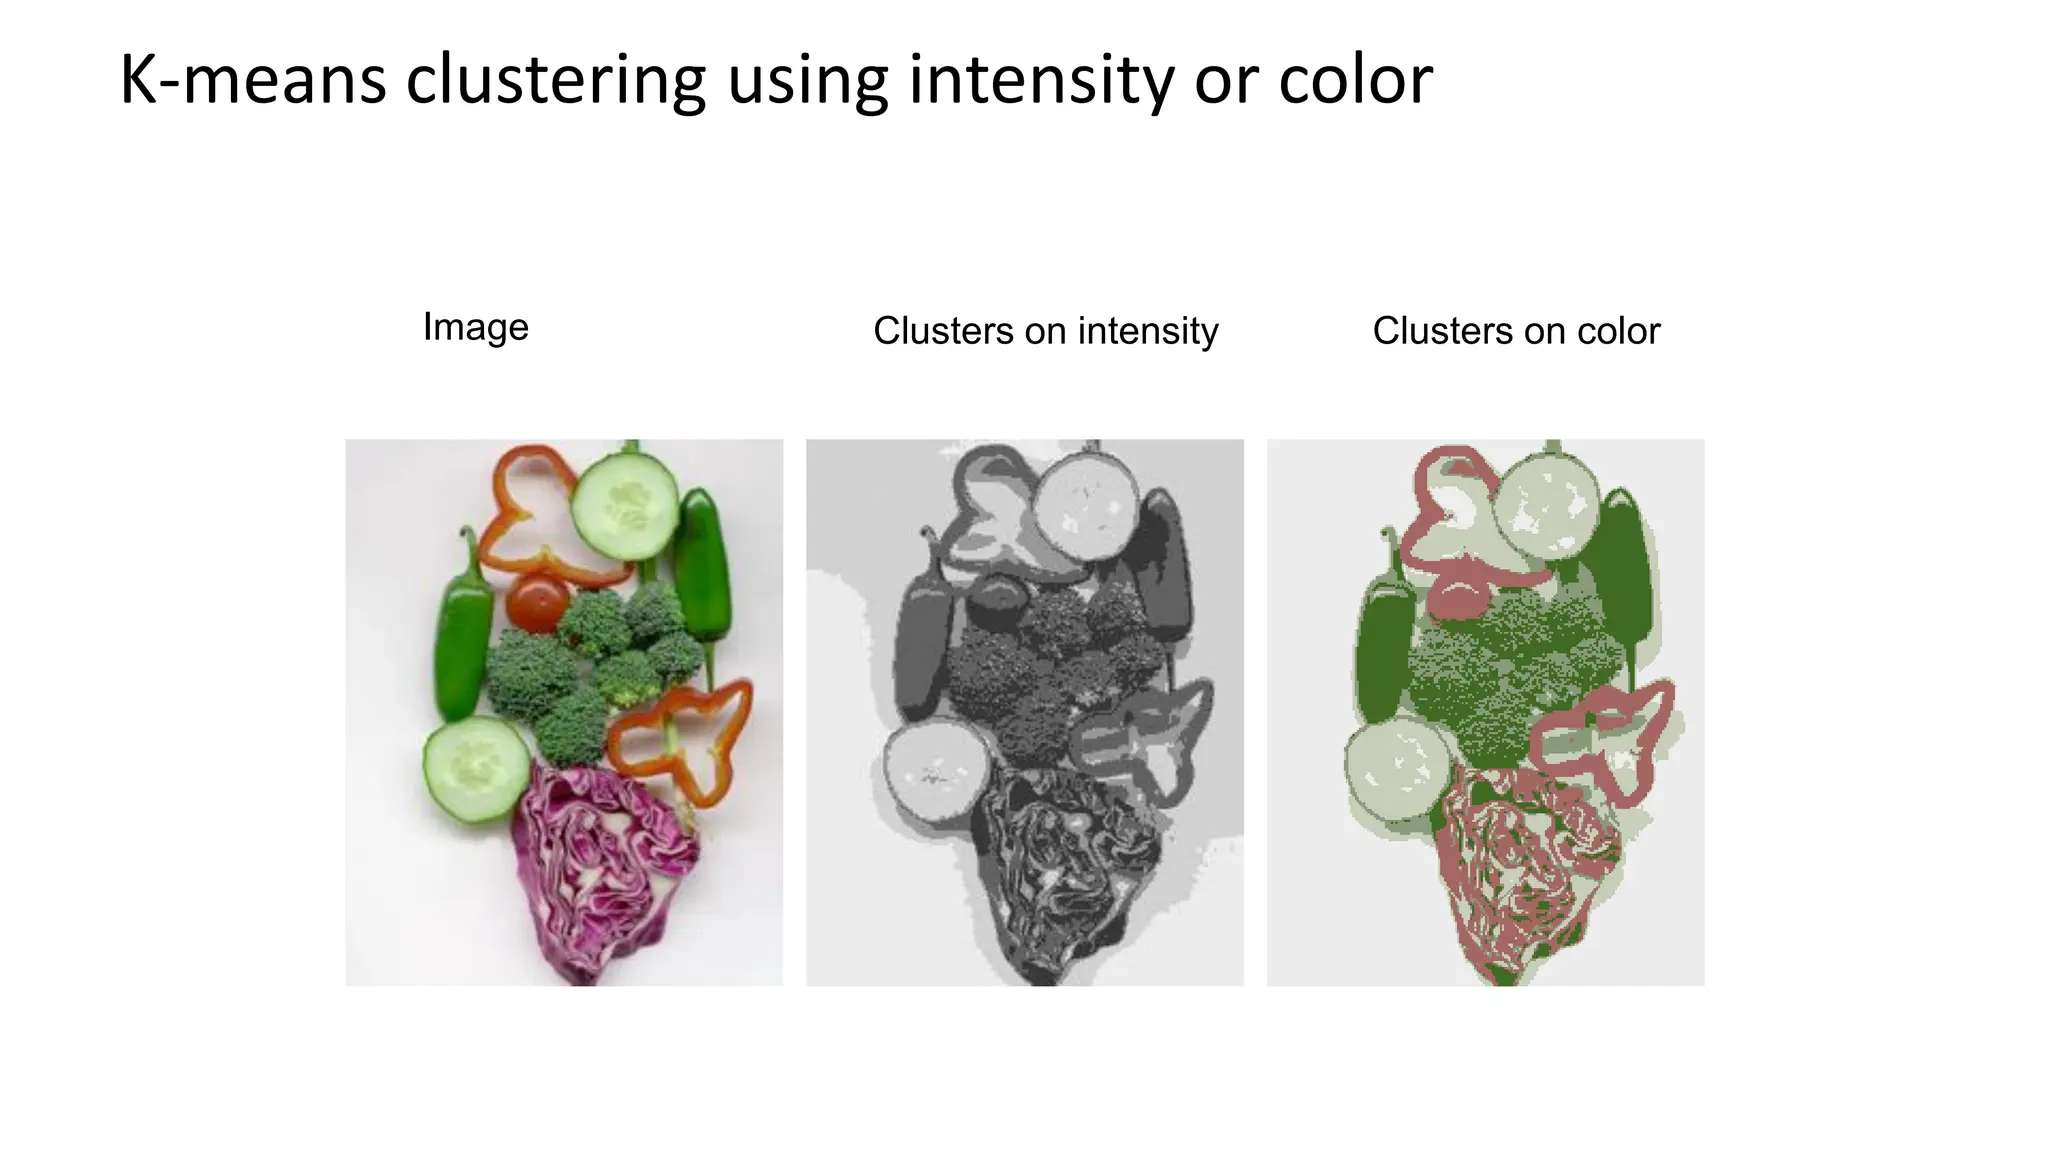 K-means clustering using intensity or color
Image
Clusters on intensity
Clusters on color